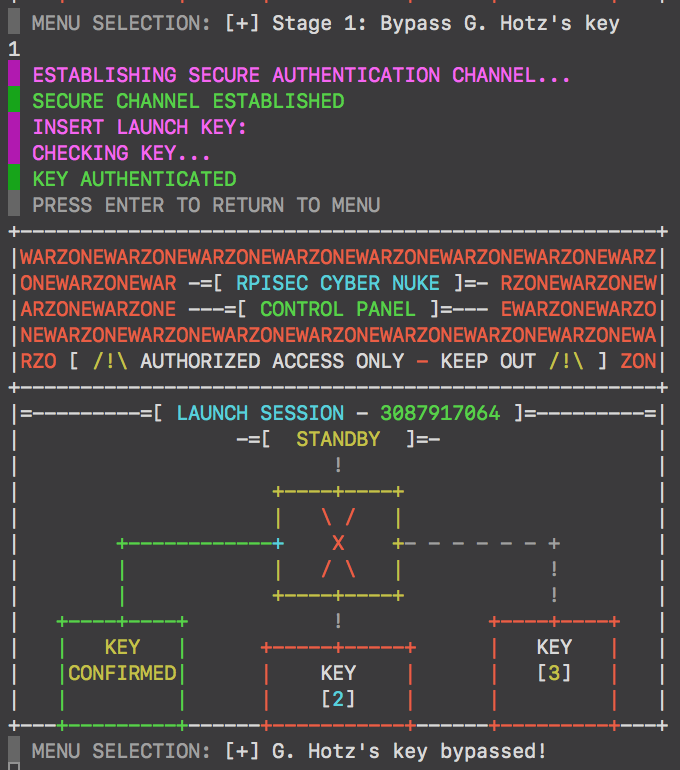 MENU SELECTION: [+] Stage 1: Bypass G. Hotz's key
1
ESTABLISHING SECURE AUTHENTICATION CHANNEL...
SECURE CHANNEL ESTABLISHED
INSERT LAUNCH KEY:
CHECKING KEY...
KEY AUTHENTICATED
PRESS ENTER TO RETURN TO MENU
+-----------------------------------------------------+
|WARZONEWARZONEWARZONEWARZONEWARZONEWARZONEWARZONEWARZ|
|ONEWARZONEWAR -=[ RPISEC CYBER NUKE ]=- RZONEWARZONEW|
|ARZONEWARZONE ---=[ CONTROL PANEL ]=--- EWARZONEWARZO|
|NEWARZONEWARZONEWARZONEWARZONEWARZONEWARZONEWARZONEWA|
|RZO [ /!\ AUTHORIZED ACCESS ONLY - KEEP OUT /!\ ] ZON|
+-----------------------------------------------------+
|=---------=[ LAUNCH SESSION - 3087917064 ]=---------=|
|                 -=[  STANDBY  ]=-                   |
|                          !                          |
|                     +----+----+                     |
|                     |   \ /   |                     |
|        +------------+    X    +- - - - - - -+       |
|        |            |   / \   |             !       |
|        |            +----+----+             !       |
|   +----+----+            !            +----+----+   |
|   |   KEY   |      +-----+-----+      |   KEY   |   |
|   |CONFIRMED|      |    KEY    |      |   [3]   |   |
|   |         |      |    [2]    |      |         |   |
+---+---------+------+-----------+------+---------+---+
MENU SELECTION: [+] G. Hotz's key bypassed!